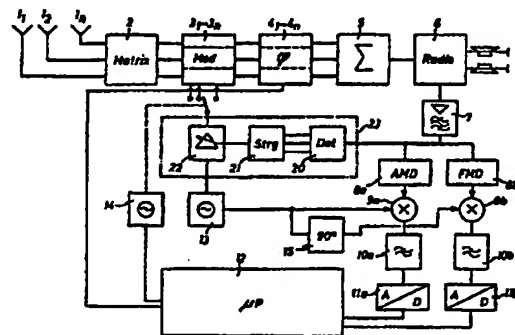 1₁ 1₂ 1ₙ
2 3₁-3ₙ 4₁-4ₙ 5 6
Matrix Mod φ Σ Radio
7
23
22 Strg Det
21 20
AMD FMD
8a 8b
14 13 9a 9b
15 90°
10a 10b
12
µP
11a A D A D 11b